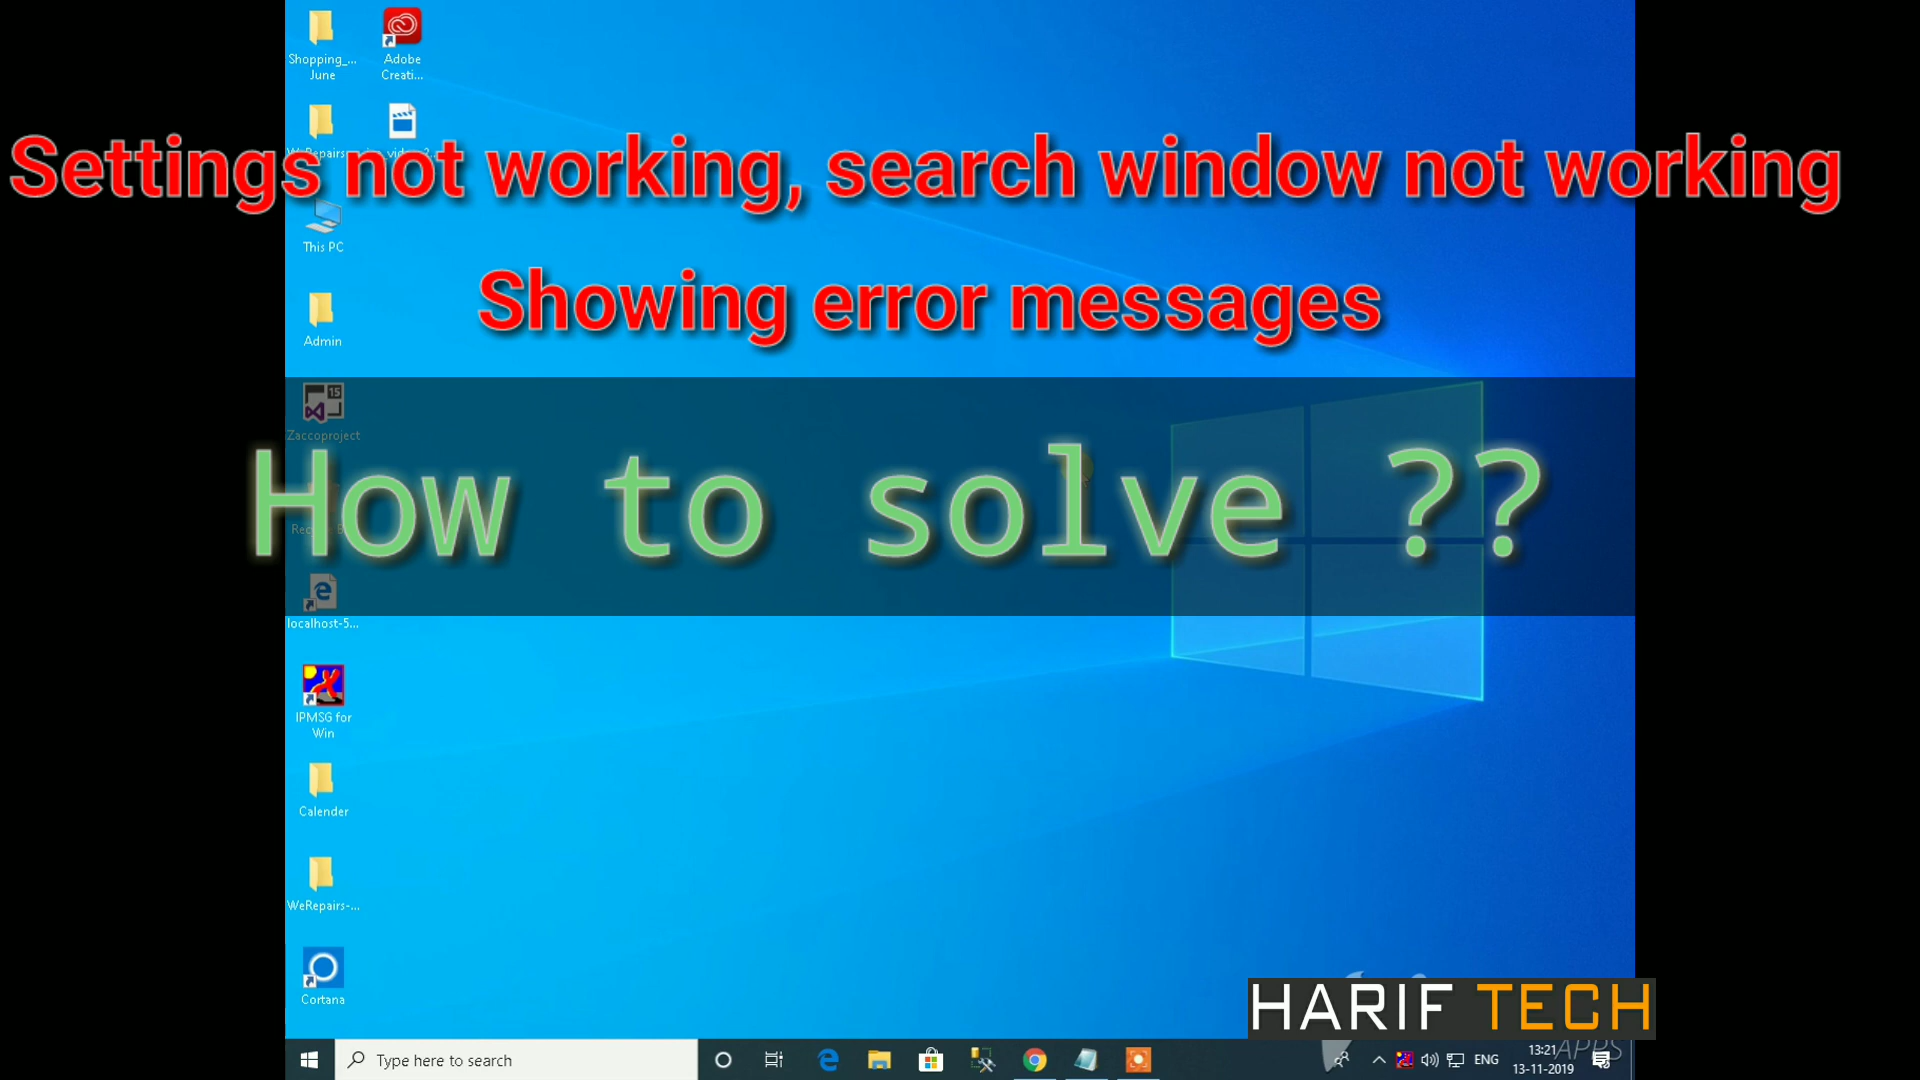 Shopping_...
June
Adobe
Creati...
Settings not working, search window not working
This PC
Showing error messages
Admin
15
Zaccoproject
How to solve ??
localhost-5...
IPMSG for
Win
Calender
WeRepairs-...
Cortana
HARIF TECH
Type here to search
ENG
13:21
APPS
13-11-2019